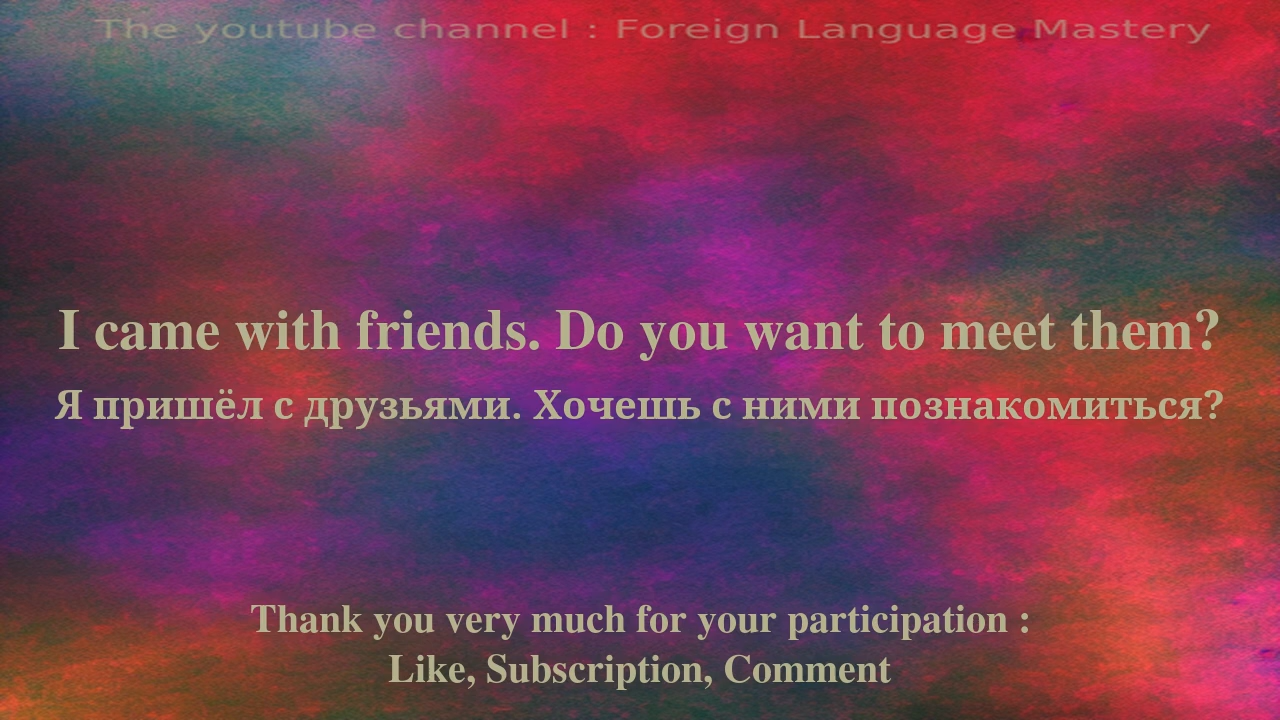 The youtube channel : Foreign Language Mastery
I came with friends. Do you want to meet them?
Я пришёл с друзьями. Хочешь с ними познакомиться?
Thank you very much for your participation :
Like, Subscription, Comment